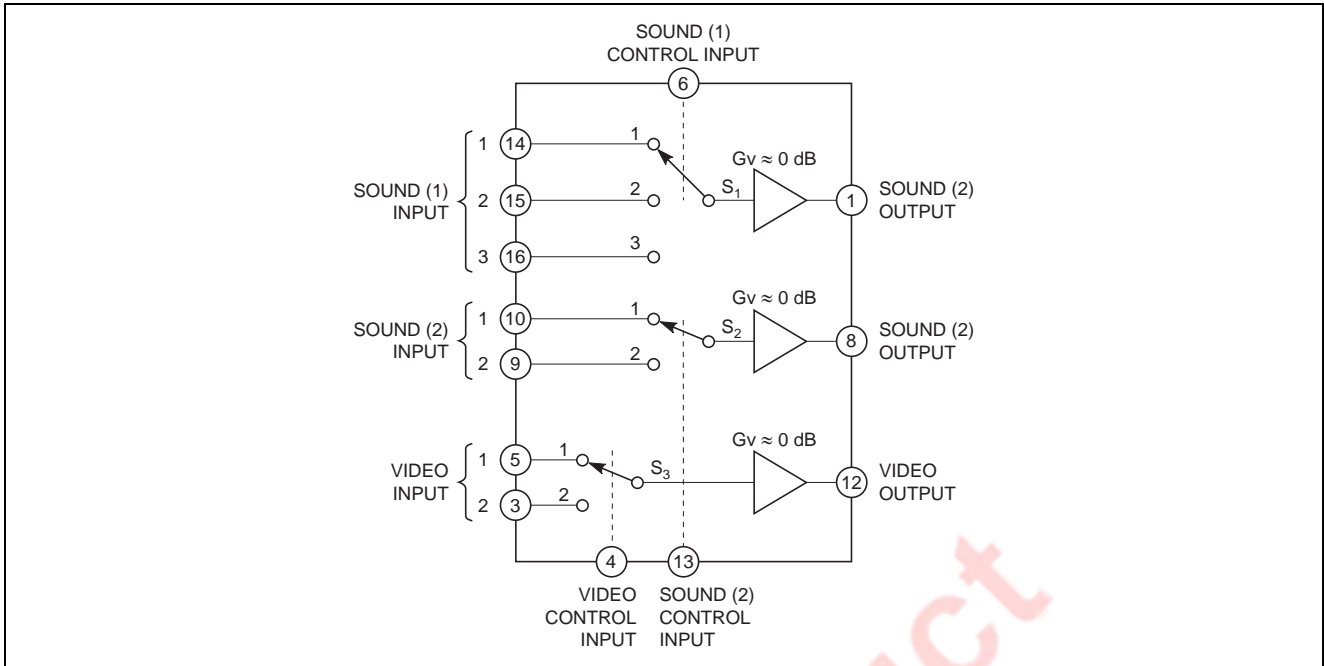 SOUND (1)
CONTROL INPUT
6
1 14 1
Gv ≈ 0 dB
SOUND (1)
INPUT
2 15 2
S1
1
SOUND (2)
OUTPUT
3 16 3
Gv ≈ 0 dB
SOUND (2)
INPUT
1 10 1
S2
8
SOUND (2)
OUTPUT
2 9 2
Gv ≈ 0 dB
VIDEO
INPUT
1 5 1
S3
12
VIDEO
OUTPUT
2 3 2
4 13
VIDEO
CONTROL
INPUT
SOUND (2)
CONTROL
INPUT
uct